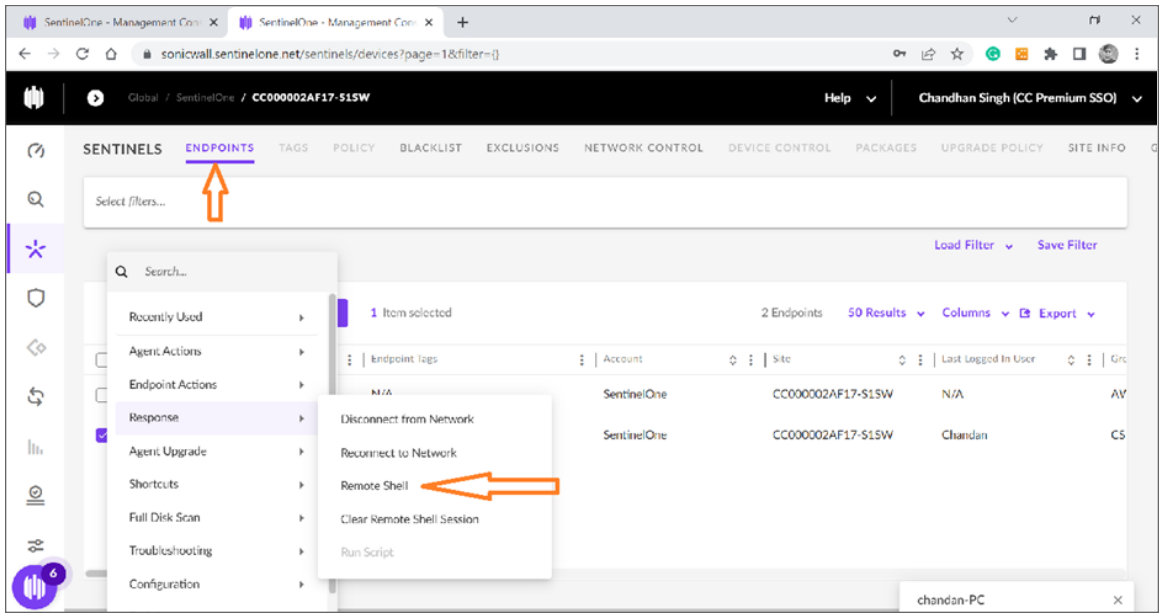 SentinelOne - Management Con
SentinelOne - Management Con
sonicwall.sentinelone.net/sentinels/devices?page=1&filter={}
Global / SentinelOne / CC000002AF17-S1SW
Help
Chandhan Singh (CC Premium SSO)
SENTINELS ENDPOINTS TAGS POLICY BLACKLIST EXCLUSIONS NETWORK CONTROL DEVICE CONTROL PACKAGES UPGRADE POLICY SITE INFO
Select filters...
Load Filter Save Filter
Search...
Recently Used
1 Item selected 2 Endpoints 50 Results Columns Export
Agent Actions
Endpoint Tags Account Site Last Logged In User Gro
Endpoint Actions
N/A SentinelOne CC000002AF17-S1SW N/A AV
Response
Disconnect from Network
SentinelOne CC000002AF17-S1SW Chandan CS
Agent Upgrade
Reconnect to Network
Shortcuts
Remote Shell
Full Disk Scan
Clear Remote Shell Session
Troubleshooting
Run Script
Configuration
6
chandan-PC